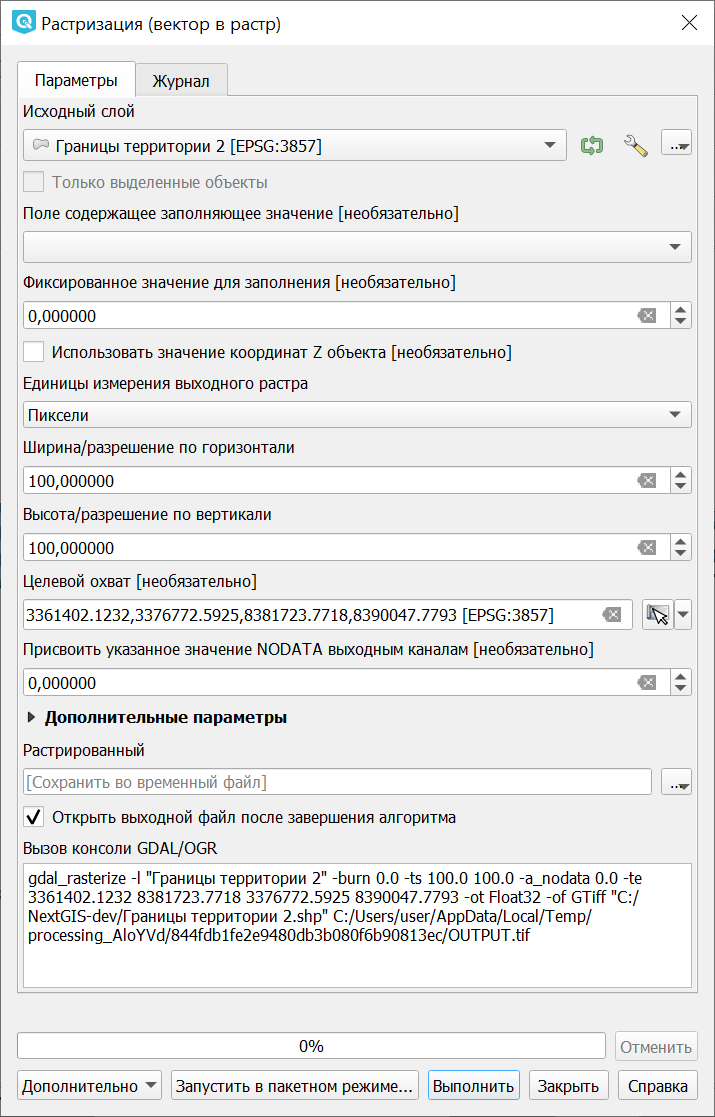 Растризация (вектор в растр)
Параметры
Журнал
Исходный слой
Границы территории 2 [EPSG:3857]
...
Только выделенные объекты
Поле содержащее заполняющее значение [необязательно]
Фиксированное значение для заполнения [необязательно]
0,000000
Использовать значение координат Z объекта [необязательно]
Единицы измерения выходного растра
Пиксели
Ширина/разрешение по горизонтали
100,000000
Высота/разрешение по вертикали
100,000000
Целевой охват [необязательно]
3361402.1232,3376772.5925,8381723.7718,8390047.7793 [EPSG:3857]
Присвоить указанное значение NODATA выходным каналам [необязательно]
0,000000
Дополнительные параметры
Растрированный
[Сохранить во временный файл]
...
Открыть выходной файл после завершения алгоритма
Вызов консоли GDAL/OGR
gdal_rasterize -l "Границы территории 2" -burn 0.0 -ts 100.0 100.0 -a_nodata 0.0 -te
3361402.1232 8381723.7718 3376772.5925 8390047.7793 -ot Float32 -of GTiff "C:/
NextGIS-dev/Границы территории 2.shp" C:/Users/user/AppData/Local/Temp/
processing_AloYVd/844fdb1fe2e9480db3b080f6b90813ec/OUTPUT.tif
0%
Отменить
Дополнительно
Запустить в пакетном режиме...
Выполнить
Закрыть
Справка